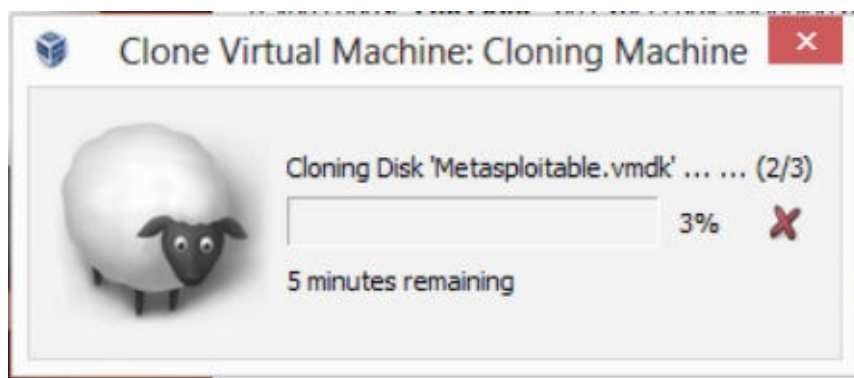 Clone Virtual Machine: Cloning Machine
Cloning Disk 'Metasploitable.vmdk' ... ... (2/3)
3%
5 minutes remaining